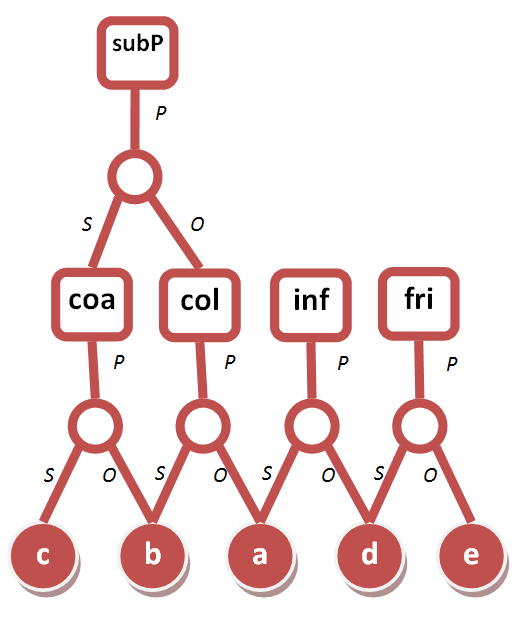 subP
P
S O
coa col inf fri
P P P P
S O S O S O S O
c b a d e